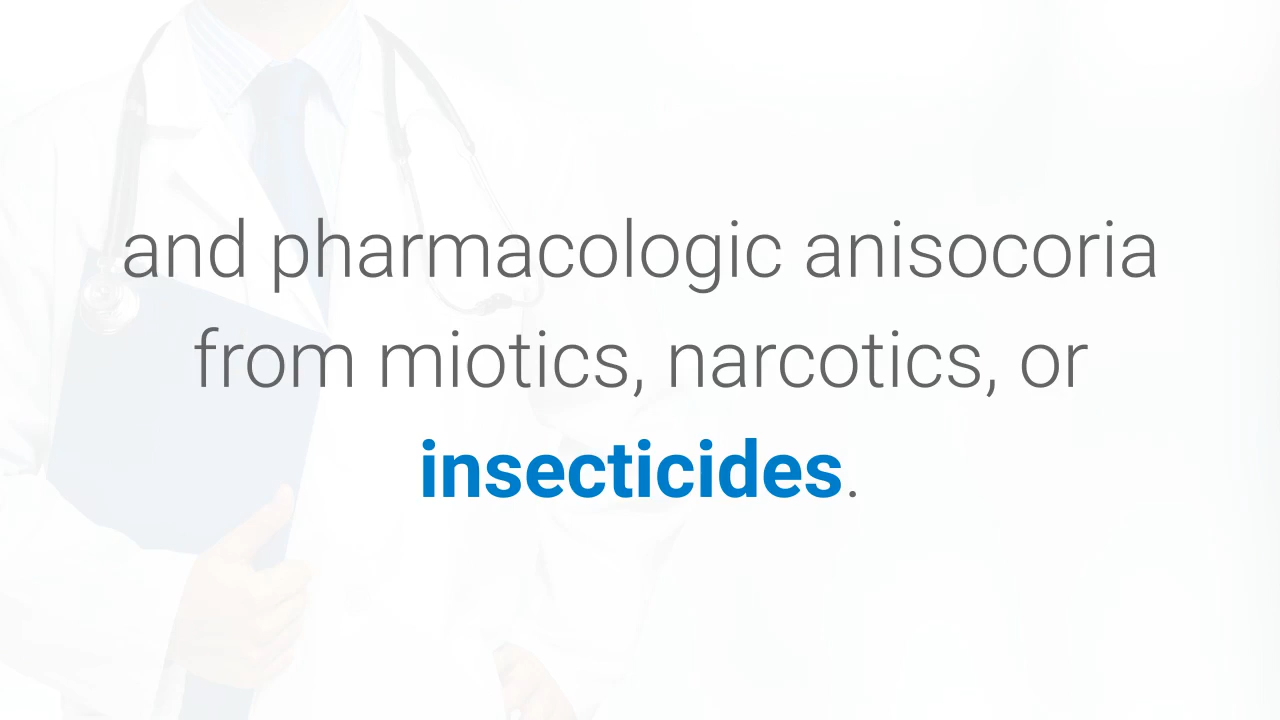 and pharmacologic anisocoria
from miotics, narcotics, or
insecticides.